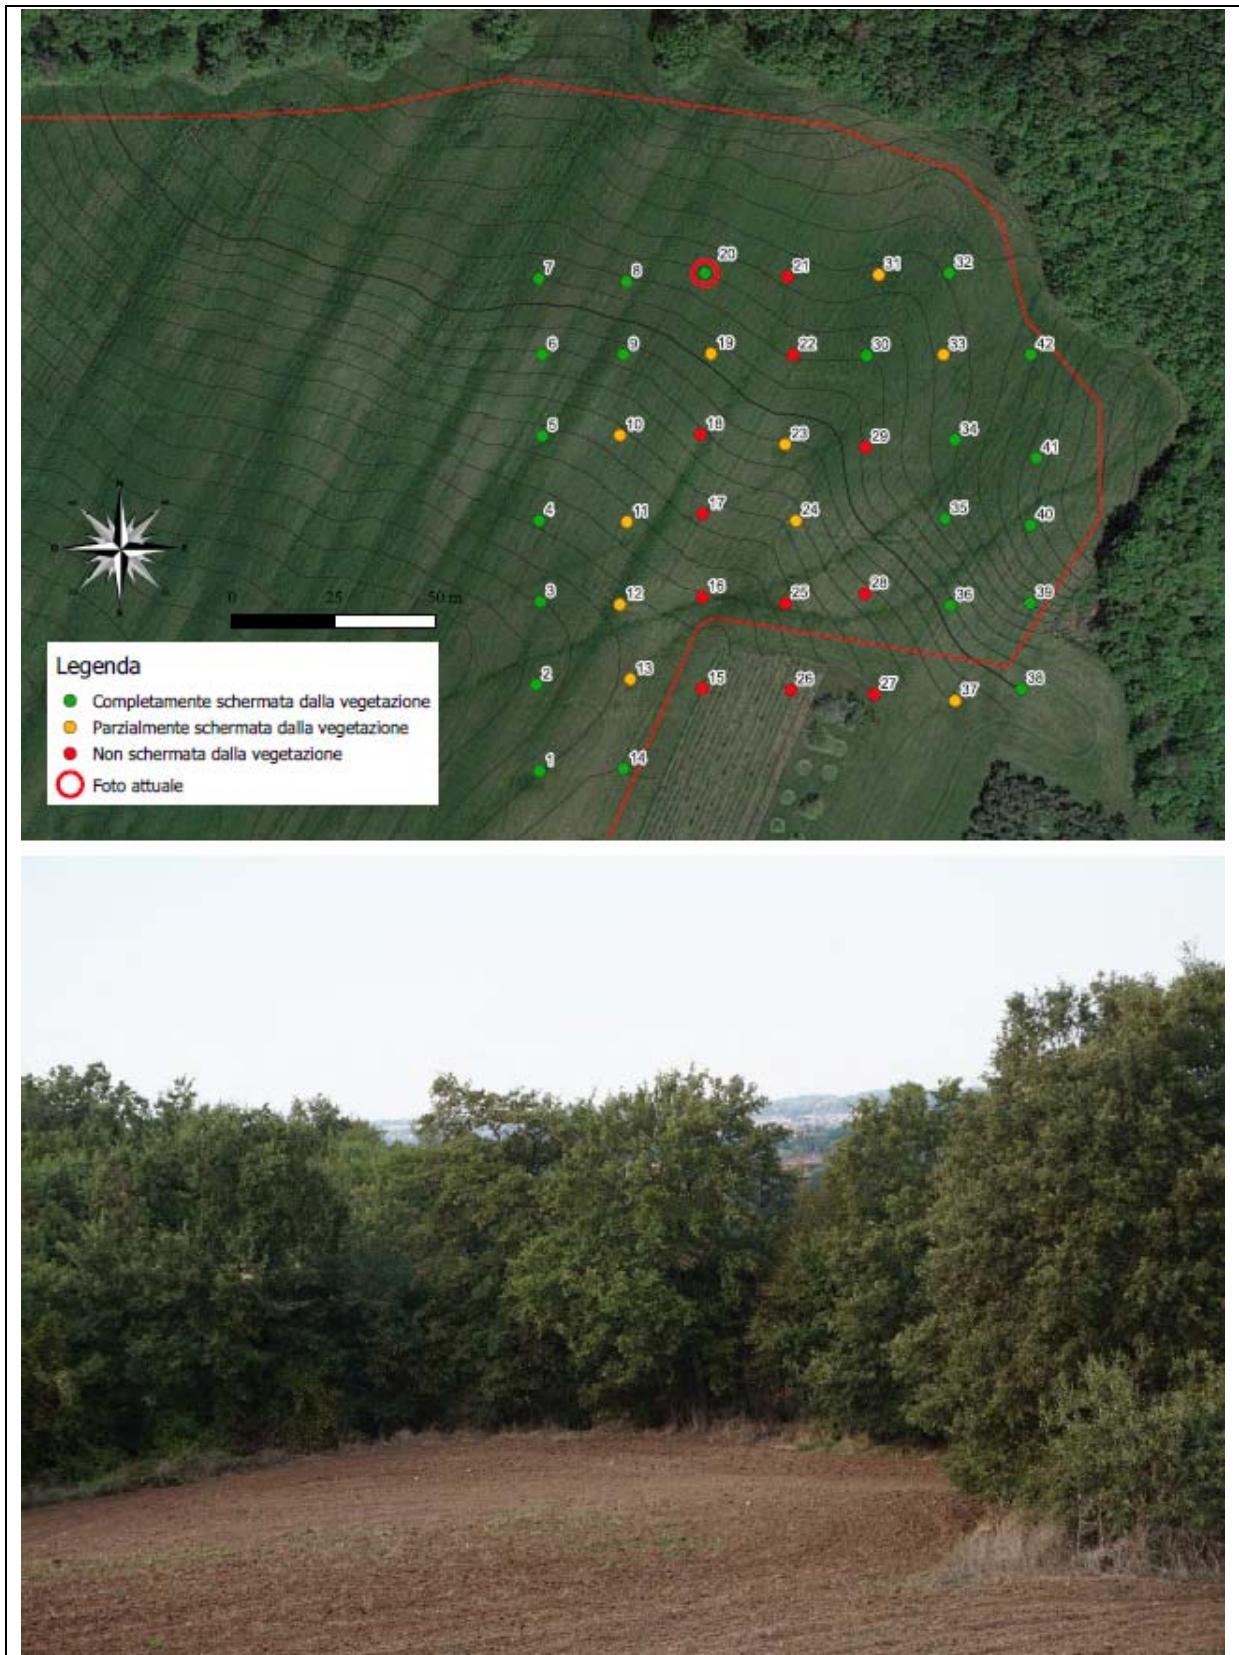 20
7 8 21 31 32
6 9 19 22 30 33 42
5 10 18 23 29 34 41
4 11 17 24 35 40
3 12 16 25 28 36 39
N
0 25 50 m
2 13 15 26 27 37 38
1 14
Legenda
Completamente schermata dalla vegetazione
Parzialmente schermata dalla vegetazione
Non schermata dalla vegetazione
Foto attuale